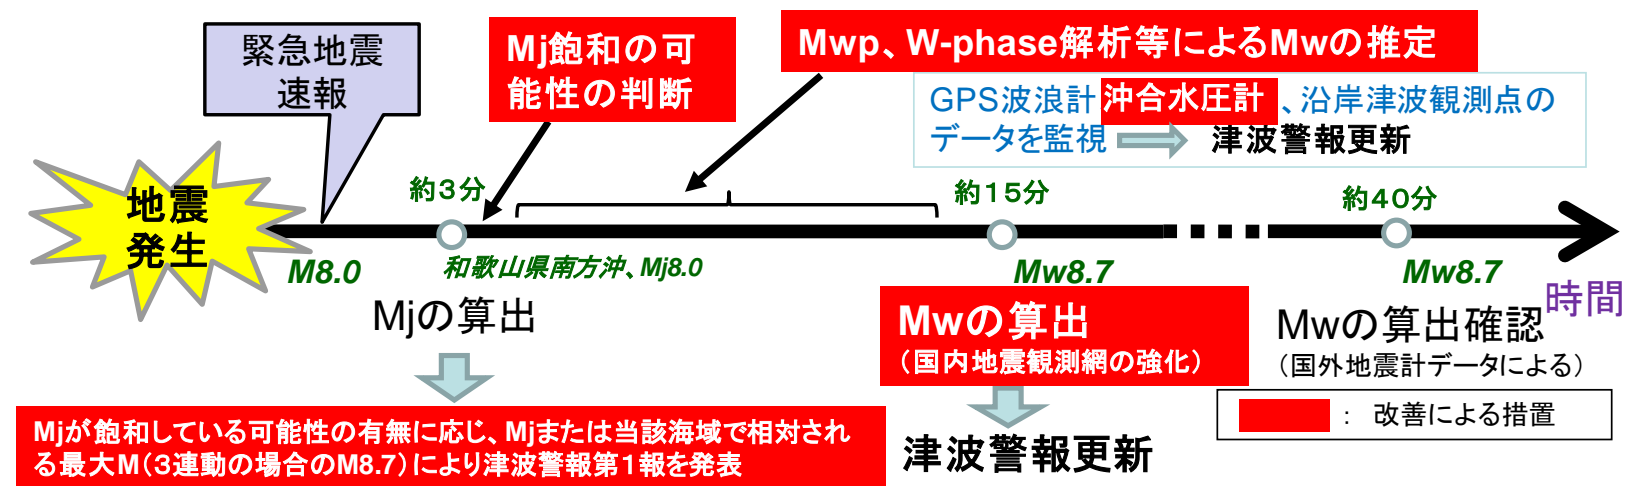 緊急地震
速報
Mj飽和の可
能性の判断
Mwp、W-phase解析等によるMwの推定
GPS波浪計 沖合水圧計 、沿岸津波観測点の
データを監視 津波警報更新
地震
発生
約3分
約15分
約40分
M8.0
和歌山県南方沖、Mj8.0
Mw8.7
Mw8.7
時間
Mjの算出
Mwの算出
(国内地震観測網の強化)
Mwの算出確認
(国外地震計データによる)
: 改善による措置
Mjが飽和している可能性の有無に応じ、Mjまたは当該海域で相対され
る最大M(3連動の場合のM8.7)により津波警報第1報を発表
津波警報更新